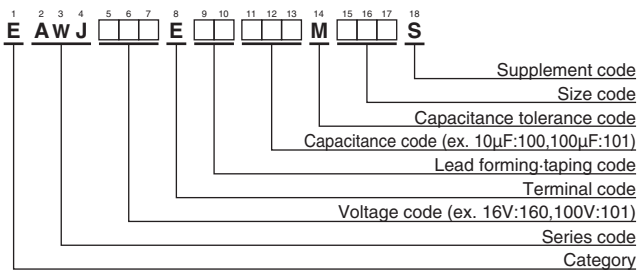 1 2 3 4 5 6 7 8 9 10 11 12 13 14 15 16 17 18
E AWJ □□□ E □□ □□□ M □□□ S
Supplement code
Size code
Capacitance tolerance code
Capacitance code (ex. 10μF:100,100μF:101)
Lead forming·taping code
Terminal code
Voltage code (ex. 16V:160,100V:101)
Series code
Category